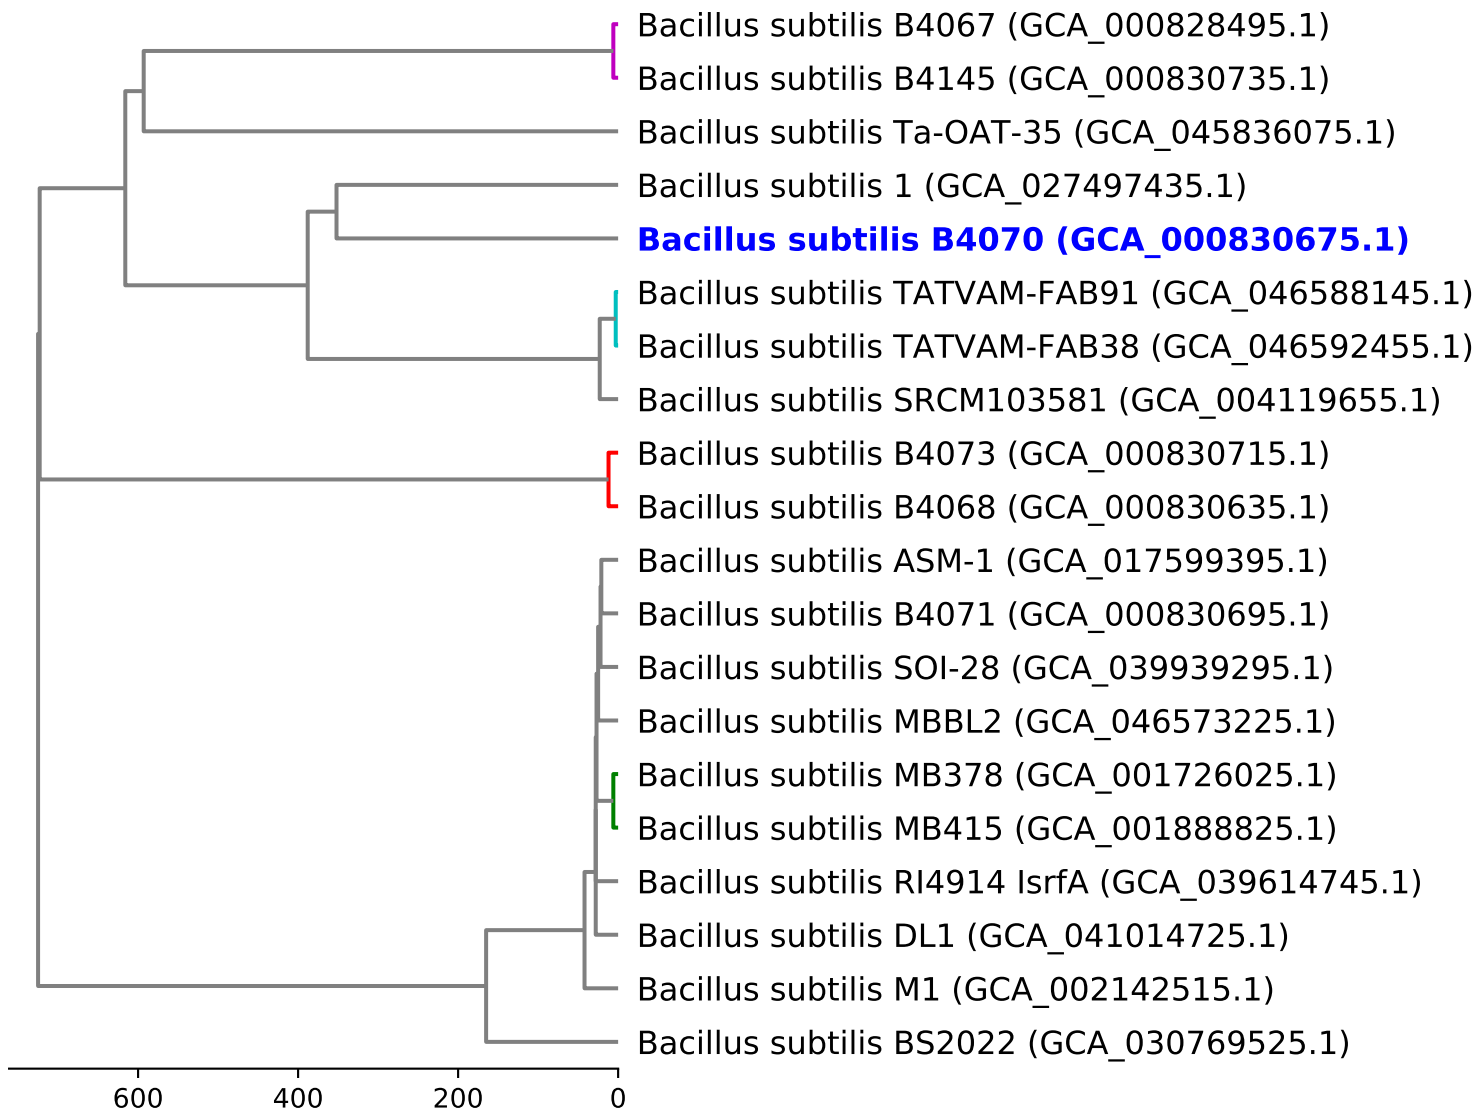 Bacillus subtilis B4067 (GCA_000828495.1)
Bacillus subtilis B4145 (GCA_000830735.1)
Bacillus subtilis Ta-OAT-35 (GCA_045836075.1)
Bacillus subtilis 1 (GCA_027497435.1)
Bacillus subtilis B4070 (GCA_000830675.1)
Bacillus subtilis TATVAM-FAB91 (GCA_046588145.1)
Bacillus subtilis TATVAM-FAB38 (GCA_046592455.1)
Bacillus subtilis SRCM103581 (GCA_004119655.1)
Bacillus subtilis B4073 (GCA_000830715.1)
Bacillus subtilis B4068 (GCA_000830635.1)
Bacillus subtilis ASM-1 (GCA_017599395.1)
Bacillus subtilis B4071 (GCA_000830695.1)
Bacillus subtilis SOI-28 (GCA_039939295.1)
Bacillus subtilis MBBL2 (GCA_046573225.1)
Bacillus subtilis MB378 (GCA_001726025.1)
Bacillus subtilis MB415 (GCA_001888825.1)
Bacillus subtilis RI4914 IsrfA (GCA_039614745.1)
Bacillus subtilis DL1 (GCA_041014725.1)
Bacillus subtilis M1 (GCA_002142515.1)
Bacillus subtilis BS2022 (GCA_030769525.1)
600 400 200 0